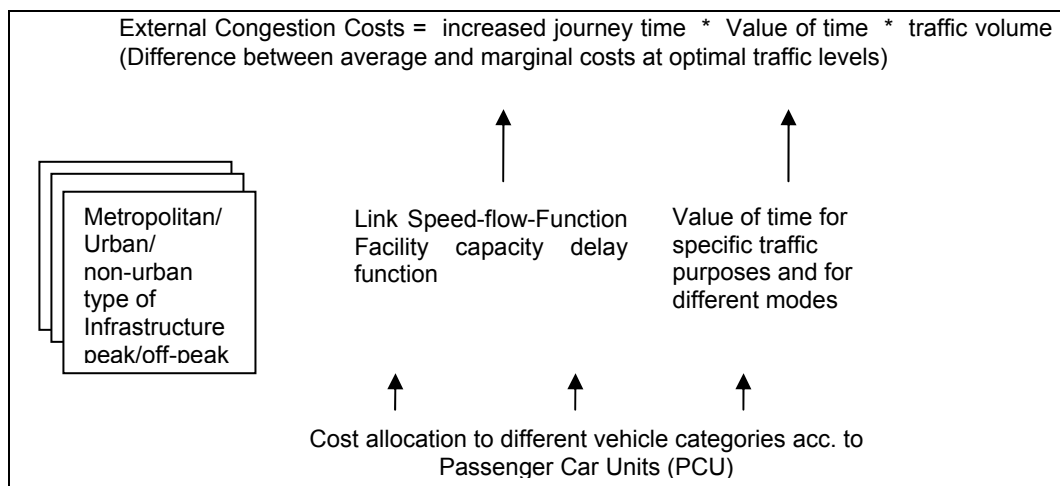 External Congestion Costs = increased journey time * Value of time * traffic volume
(Difference between average and marginal costs at optimal traffic levels)
Metropolitan/
Urban/
non-urban
type of
Infrastructure
peak/off-peak
Link Speed-flow-Function
Facility capacity delay
function
Value of time for
specific traffic
purposes and for
different modes
Cost allocation to different vehicle categories acc. to
Passenger Car Units (PCU)